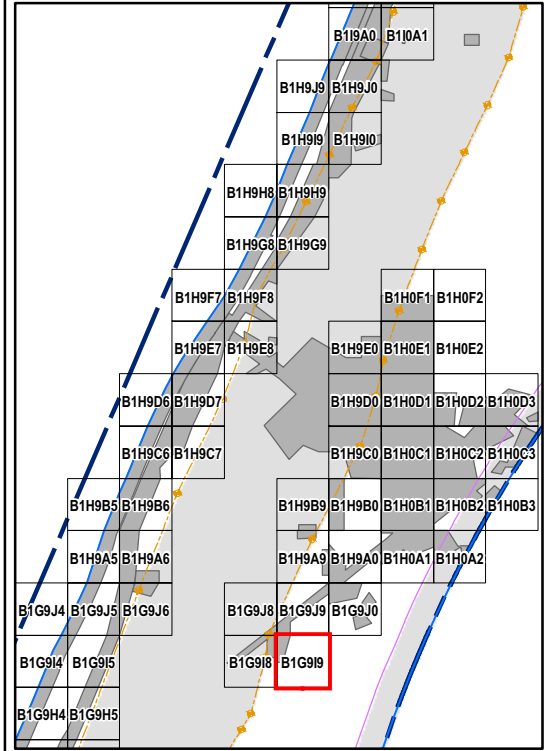 B1I9A0 B1I0A1
B1H9J9 B1H9J0
B1H9I9 B1H9I0
B1H9H8 B1H9H9
B1H9G8 B1H9G9
B1H9F7 B1H9F8 B1H0F1 B1H0F2
B1H9E7 B1H9E8 B1H9E0 B1H0E1 B1H0E2
B1H9D6 B1H9D7 B1H9D0 B1H0D1 B1H0D2 B1H0D3
B1H9C6 B1H9C7 B1H9C0 B1H0C1 B1H0C2 B1H0C3
B1H9B5 B1H9B6 B1H9B9 B1H9B0 B1H0B1 B1H0B2 B1H0B3
B1H9A5 B1H9A6 B1H9A9 B1H9A0 B1H0A1 B1H0A2
B1G9J4 B1G9J5 B1G9J6 B1G9J8 B1G9J9 B1G9J0
B1G9I4 B1G9I5 B1G9I8 B1G9I9
B1G9H4 B1G9H5